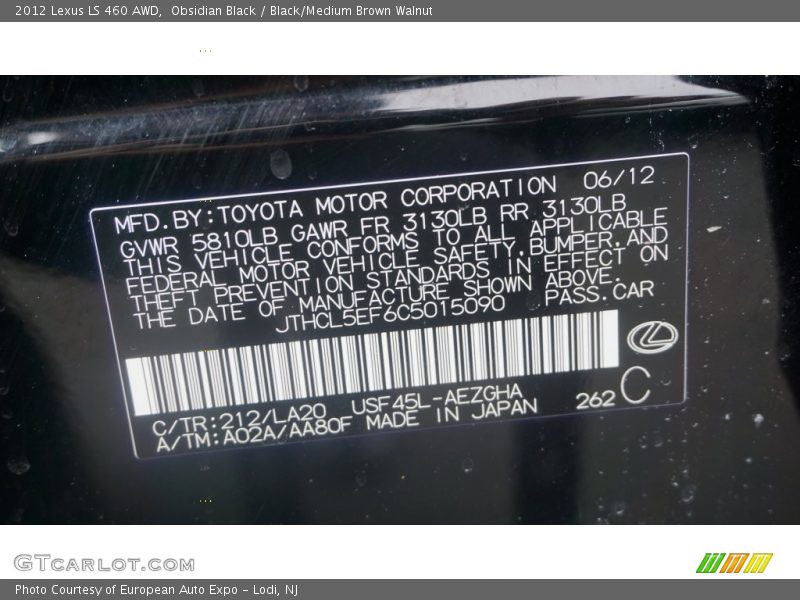 2012 Lexus LS 460 AWD,  Obsidian Black / Black/Medium Brown Walnut
MFD.BY:TOYOTA MOTOR CORPORATION 06/12
GVWR 5810LB GAWR FR 3130LB RR 3130LB
THIS VEHICLE CONFORMS TO ALL APPLICABLE
FEDERAL MOTOR VEHICLE SAFETY,BUMPER,AND
THEFT PREVENTION STANDARDS IN EFFECT ON
THE DATE OF MANUFACTURE SHOWN ABOVE.
JTHCL5EF6C5015090 PASS.CAR
C/TR:212/LA20 USF45L-AEZGHA
A/TM:A02A/AA80F MADE IN JAPAN 262 C
GTcarlot.com
Photo Courtesy of European Auto Expo - Lodi, NJ